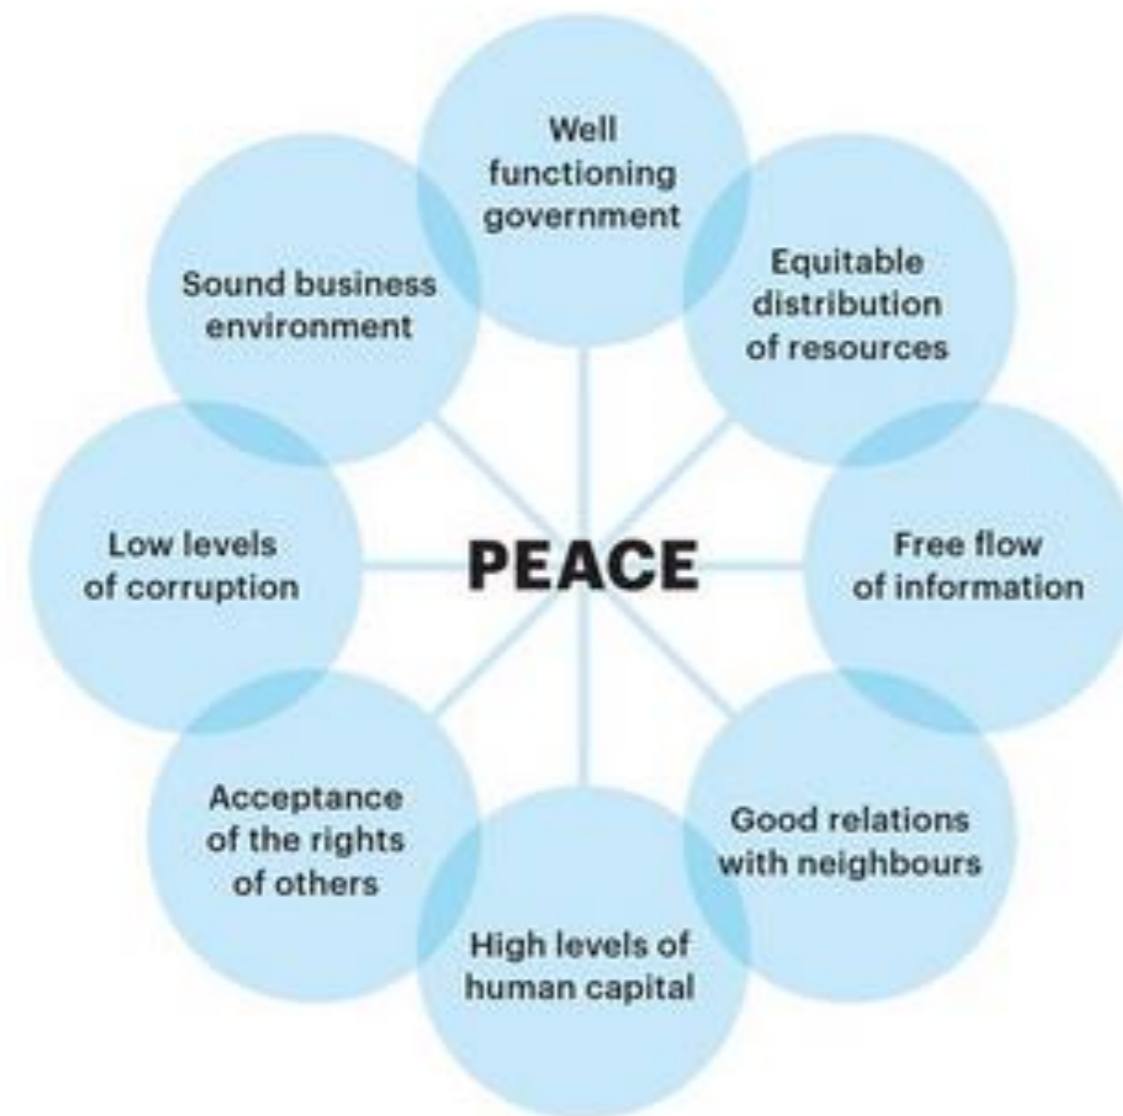 Well
functioning
government
Equitable
distribution
of resources
Free flow
of information
Good relations
with neighbours
High levels of
human capital
Acceptance
of the rights
of others
Low levels
of corruption
Sound business
environment
PEACE